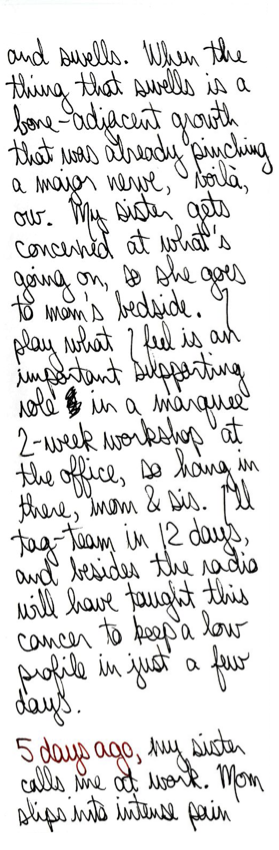 and swells. When the
thing that swells is a
bone-adjacent growth
that was already pinching
a major nerve, voilà,
ow. My sister gets
concerned at what's
going on, so she goes
to mom's bedside. I
play what I feel is an
important supporting
role in a marquee
2-week workshop at
the office, so hang in
there, mom & sis. I'll
tag-team in 12 days,
and besides the radio
will have taught this
cancer to keep a low
profile in just a few
days.
5 days ago, my sister
calls me at work. Mom
slips into intense pain